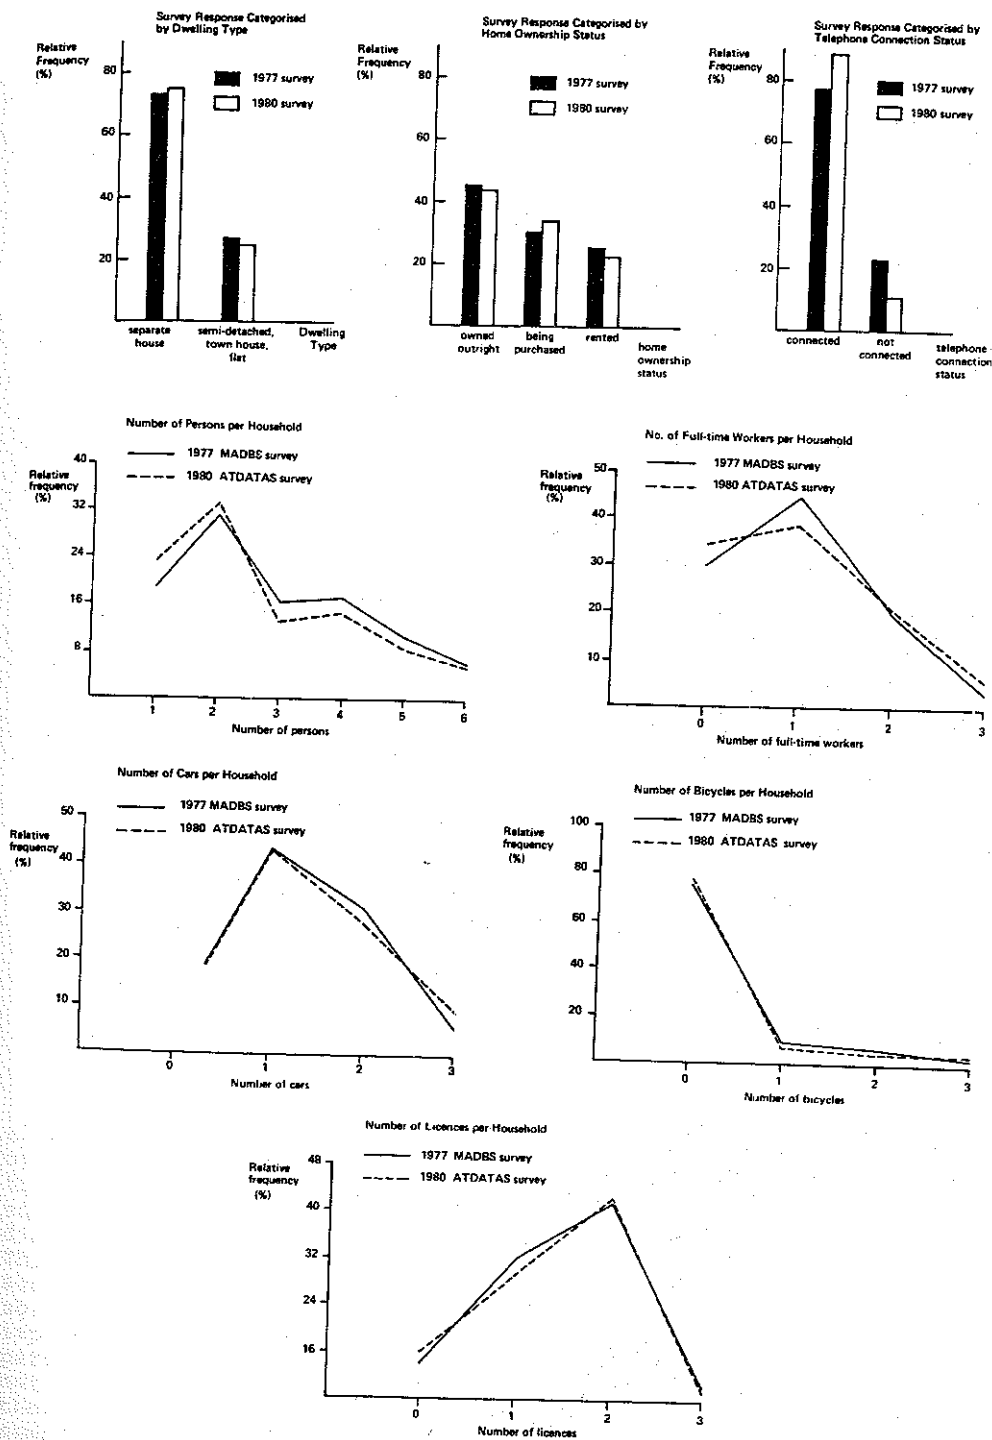 Survey Response Categorised
by Dwelling Type
Relative
Frequency
(%)
80
60
40
20
1977 survey
1980 survey
separate
house
semi-detached,
town house,
flat
Dwelling
Type
Survey Response Categorised by
Home Ownership Status
Relative
Frequency
(%)
80
60
40
20
1977 survey
1980 survey
owned
outright
being
purchased
rented
home
ownership
status
Survey Response Categorised by
Telephone Connection Status
Relative
Frequency
(%)
80
60
40
20
1977 survey
1980 survey
connected
not
connected
telephone
connection
status
Number of Persons per Household
1977 MADBS survey
1980 ATDATAS survey
Relative
frequency
(%)
40
32
24
16
8
1 2 3 4 5 6
Number of persons
No. of Full-time Workers per Household
1977 MADBS survey
1980 ATDATAS survey
Relative
frequency
(%)
50
40
30
20
10
0 1 2 3
Number of full-time workers
Number of Cars per Household
1977 MADBS survey
1980 ATDATAS survey
Relative
frequency
(%)
50
40
30
20
10
0 1 2 3
Number of cars
Number of Bicycles per Household
1977 MADBS survey
1980 ATDATAS survey
Relative
frequency
(%)
100
80
60
40
20
0 1 2 3
Number of bicycles
Number of Licences per Household
1977 MADBS survey
1980 ATDATAS survey
Relative
frequency
(%)
48
40
32
24
16
0 1 2 3
Number of licences